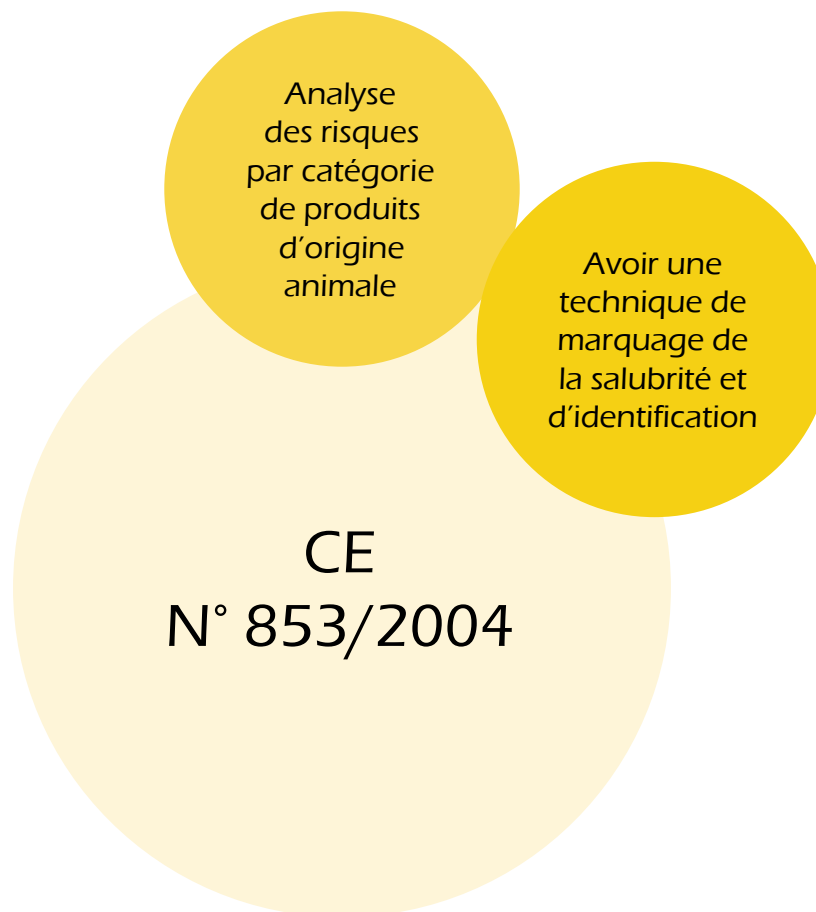 Analyse
des risques
par catégorie
de produits
d'origine
animale
Avoir une
technique de
marquage de
la salubrité et
d'identification
CE
N° 853/2004